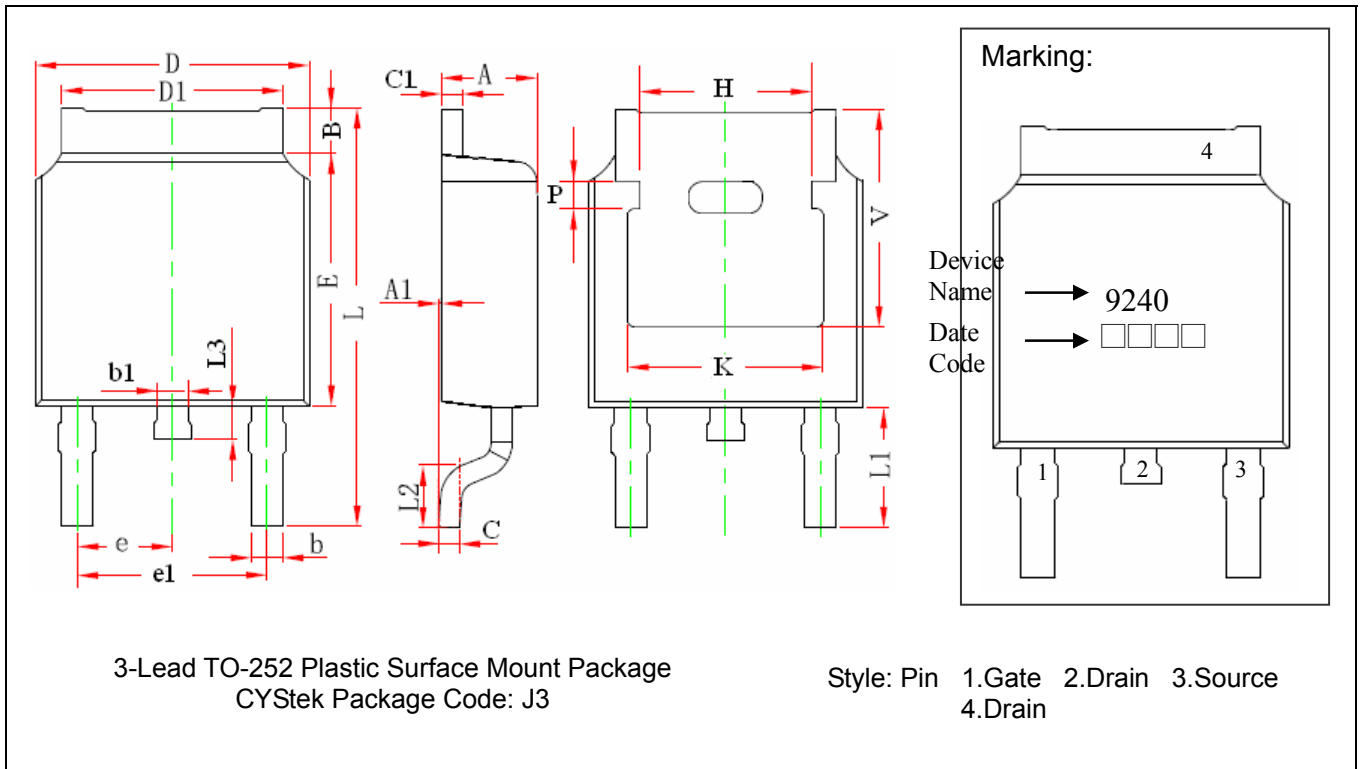 D
D1
B
E
L
L3
b1
e
e1
b
C1
A
A1
L2
C
H
P
V
K
L1
Marking:
4
Device
Name
9240
Date
Code
□□□□
1
2
3
3-Lead TO-252 Plastic Surface Mount Package
CYStek Package Code: J3
Style: Pin 1.Gate 2.Drain 3.Source
4.Drain